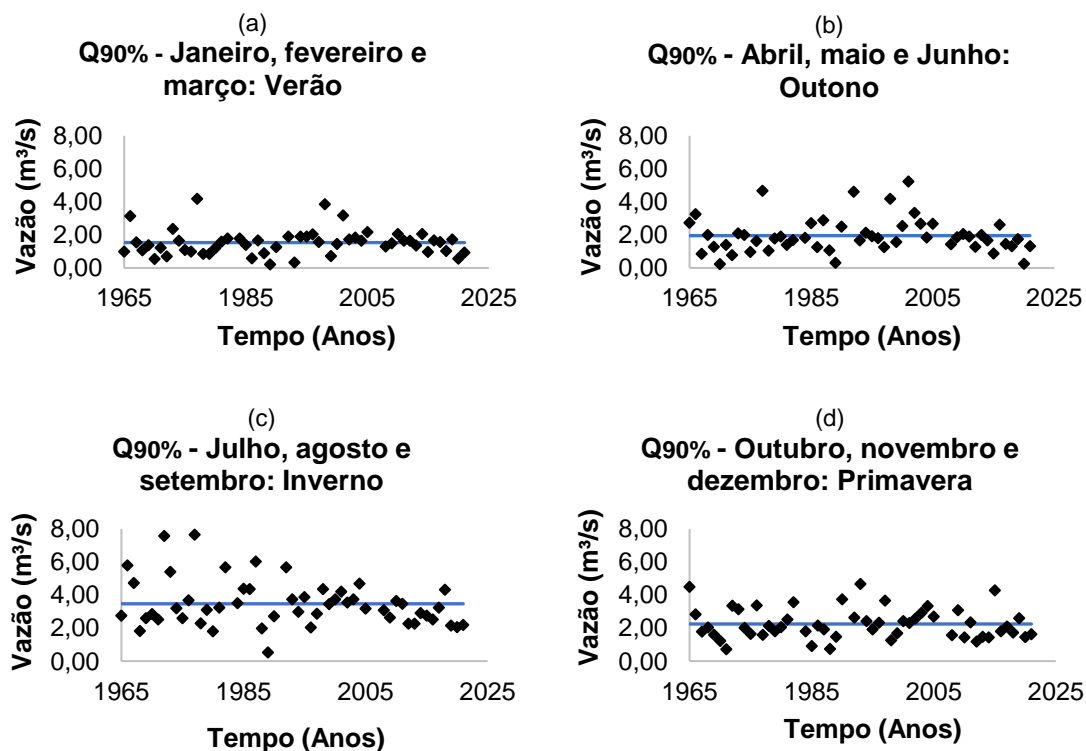 (a)
Q90% - Janeiro, fevereiro e
março: Verão
8,00
6,00
4,00
2,00
0,00
Vazão (m³/s)
1965 1985 2005 2025
Tempo (Anos)
(b)
Q90% - Abril, maio e Junho:
Outono
8,00
6,00
4,00
2,00
0,00
Vazão (m³/s)
1965 1985 2005 2025
Tempo (Anos)
(c)
Q90% - Julho, agosto e
setembro: Inverno
8,00
6,00
4,00
2,00
0,00
Vazão (m³/s)
1965 1985 2005 2025
Tempo (Anos)
(d)
Q90% - Outubro, novembro e
dezembro: Primavera
8,00
6,00
4,00
2,00
0,00
Vazão (m³/s)
1965 1985 2005 2025
Tempo (Anos)